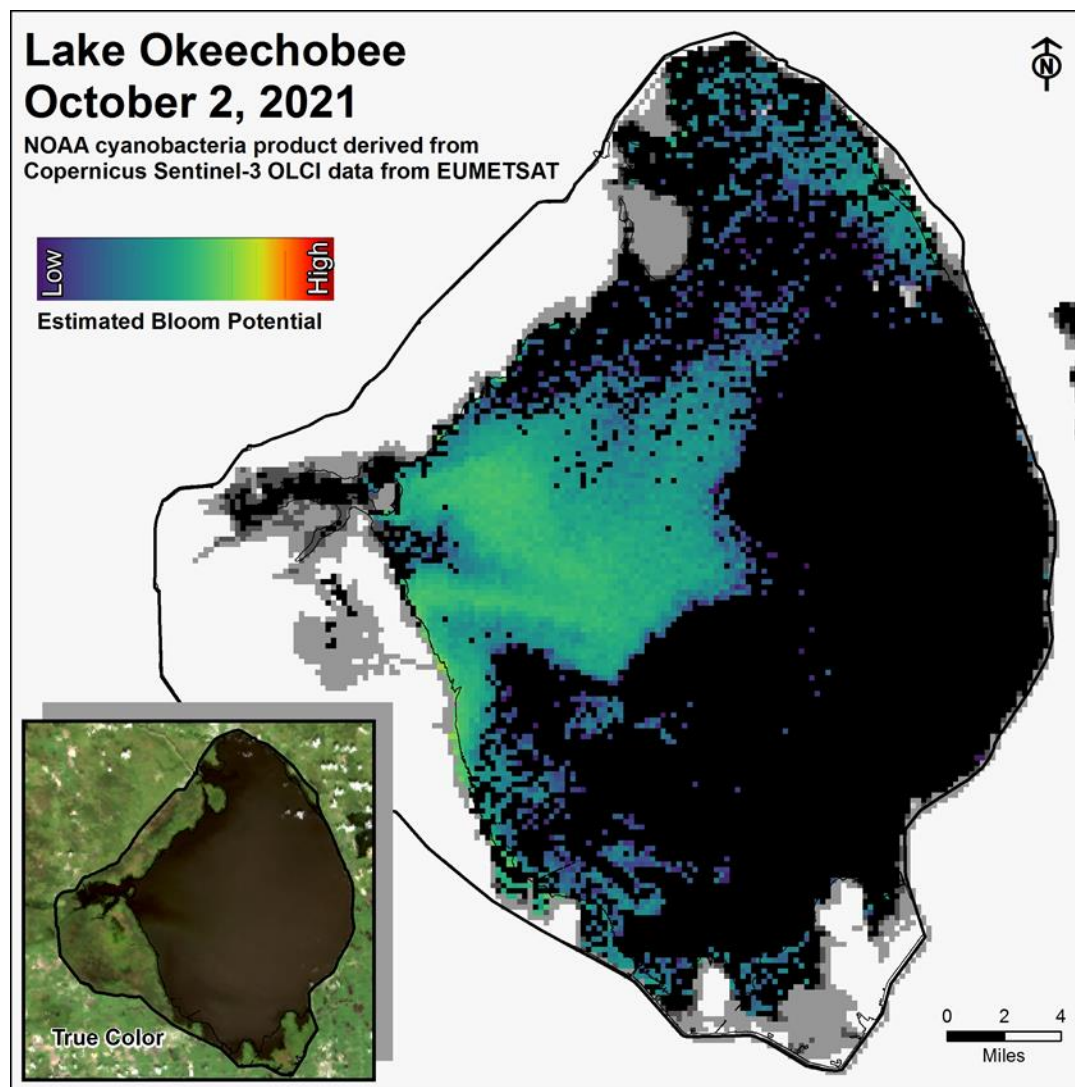 Lake Okeechobee
October 2, 2021
NOAA cyanobacteria product derived from
Copernicus Sentinel-3 OLCI data from EUMETSAT
N
Low
High
Estimated Bloom Potential
True Color
0 2 4
Miles